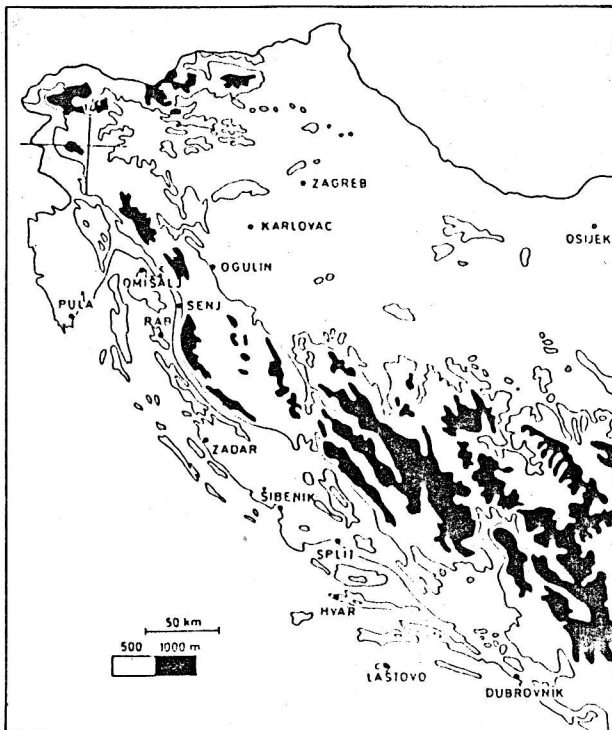 ZAGREB
KARLOVAC
OSIJEK
OGULIN
OMIŠALJ
PULA
SENJ
RAB
ZADAR
ŠIBENIK
SPLIT
50 km
HVAR
500 1000 m
LASTOVO
DUBROVNIK